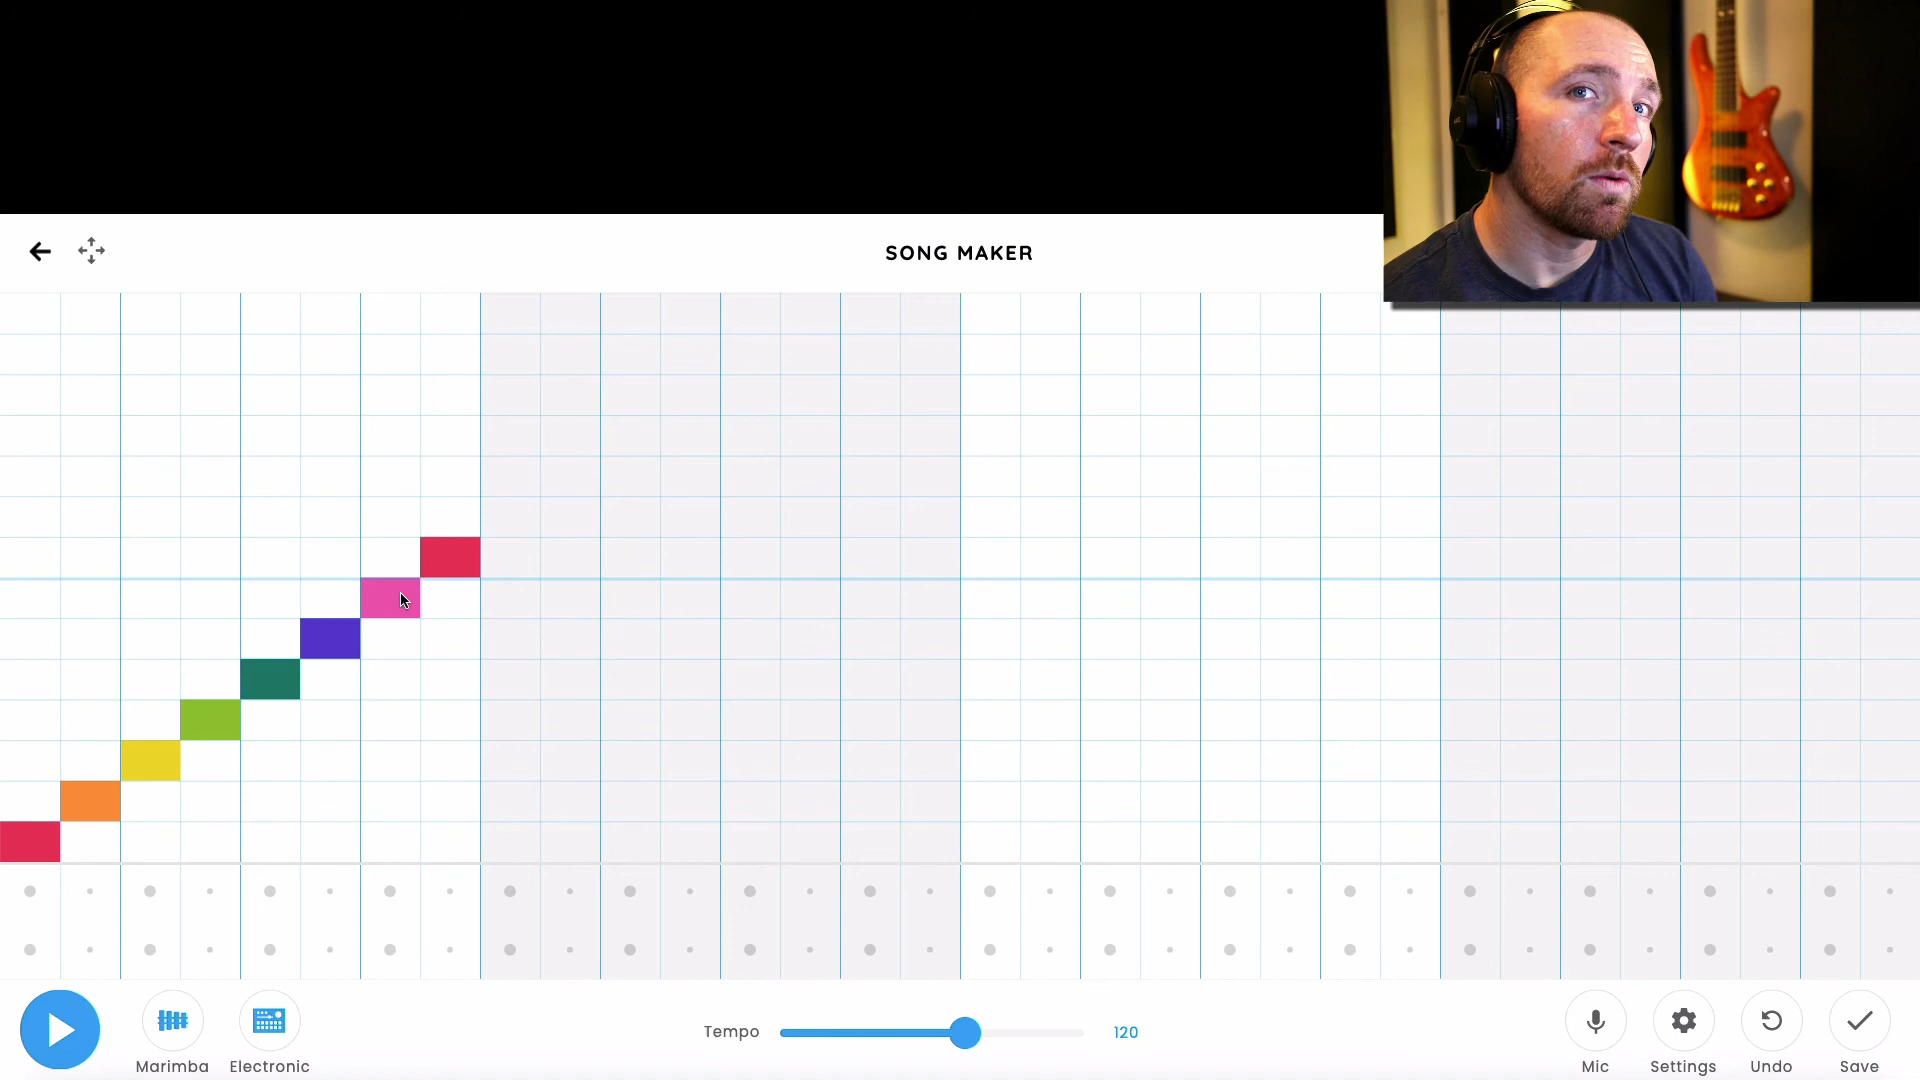 SONG MAKER
Tempo
120
Marimba
Electronic
Mic
Settings
Undo
Save